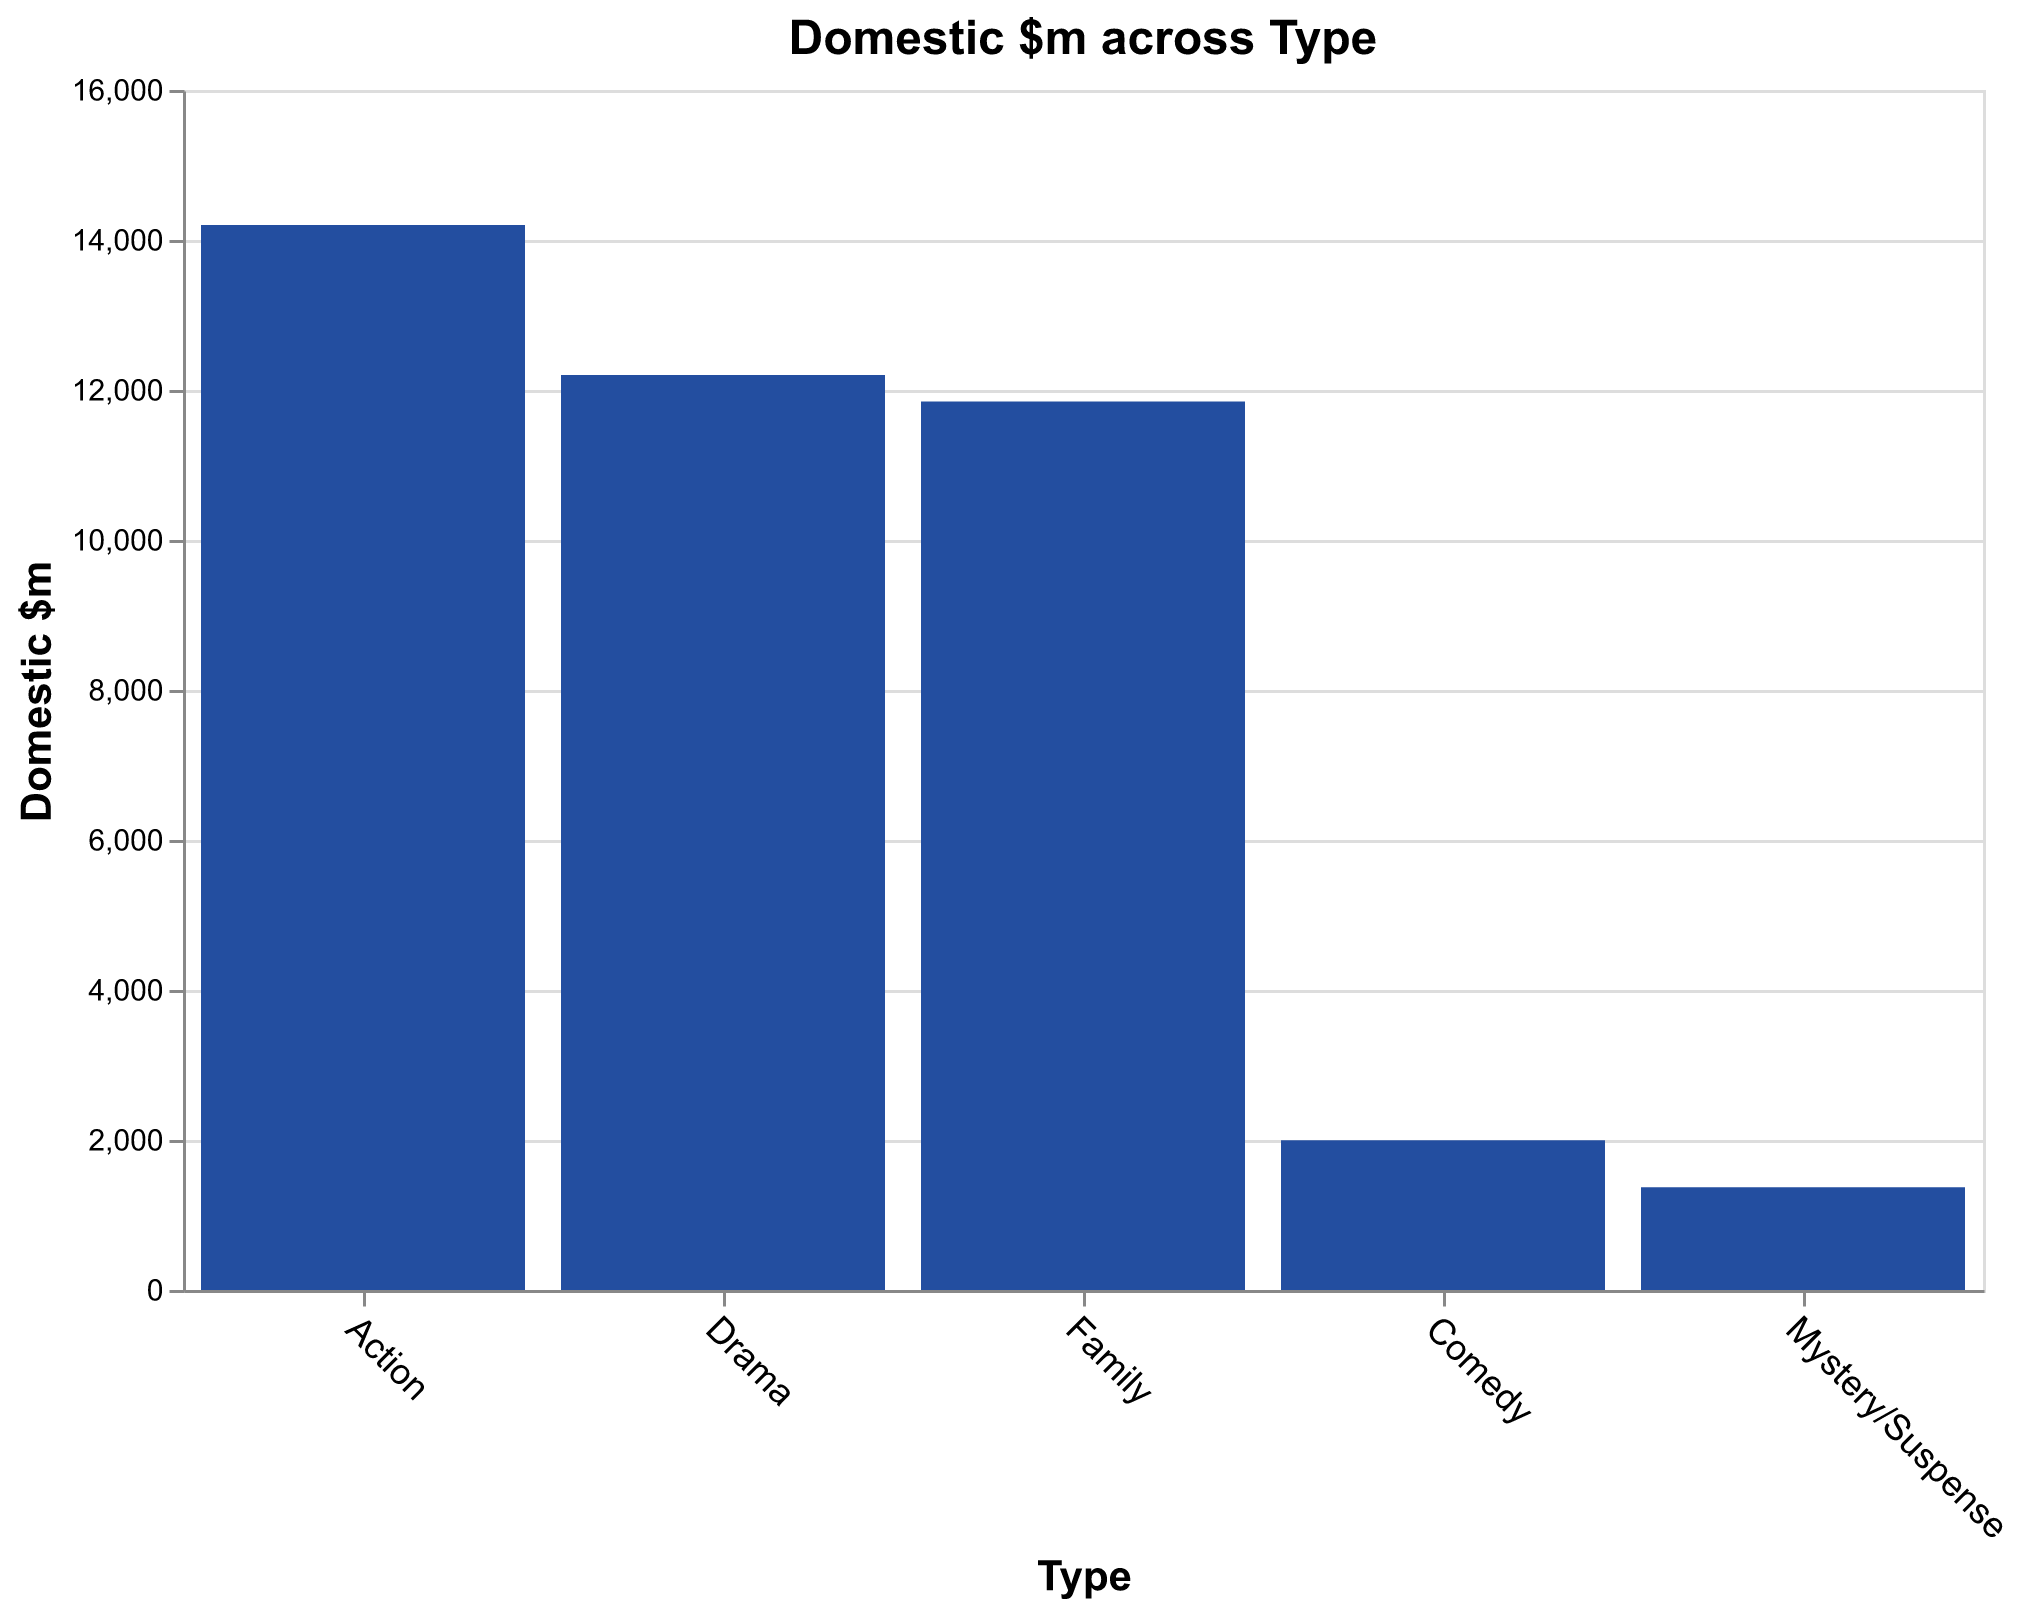 Domestic $m across Type
16,000
14,000
12,000
10,000
8,000
6,000
4,000
2,000
0
Domestic $m
Action
Drama
Family
Comedy
Mystery/Suspense
Type